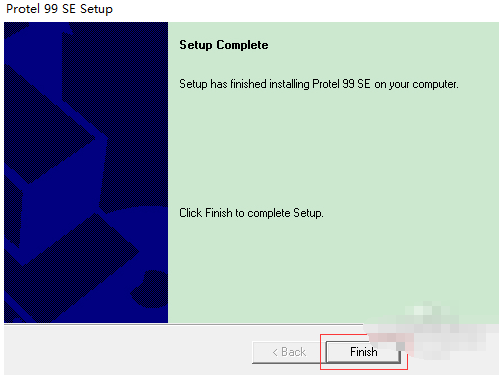 Protel 99 SE Setup
Setup Complete
Setup has finished installing Protel 99 SE on your computer.
Click Finish to complete Setup.
< Back
Finish